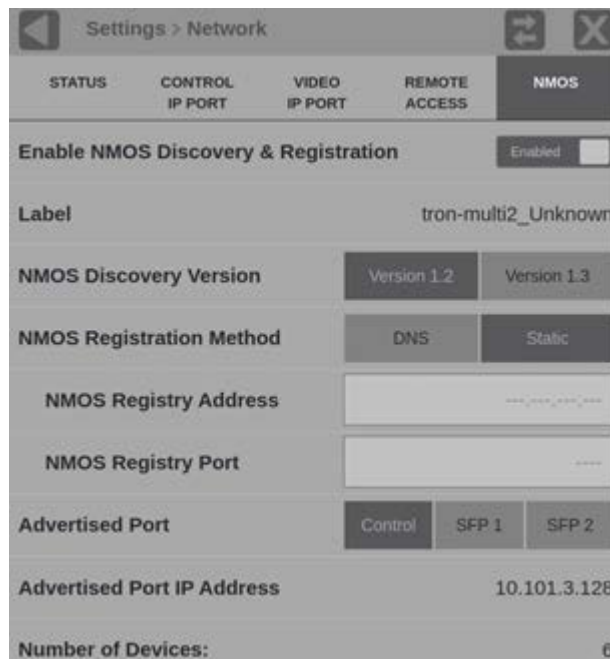 Settings > Network
STATUS CONTROL IP PORT VIDEO IP PORT REMOTE ACCESS NMOS
Enable NMOS Discovery & Registration Enabled
Label tron-multi2_Unknown
NMOS Discovery Version Version 1.2 Version 1.3
NMOS Registration Method DNS Static
NMOS Registry Address ---.---.---.---
NMOS Registry Port ----
Advertised Port Control SFP 1 SFP 2
Advertised Port IP Address 10.101.3.128
Number of Devices: 6